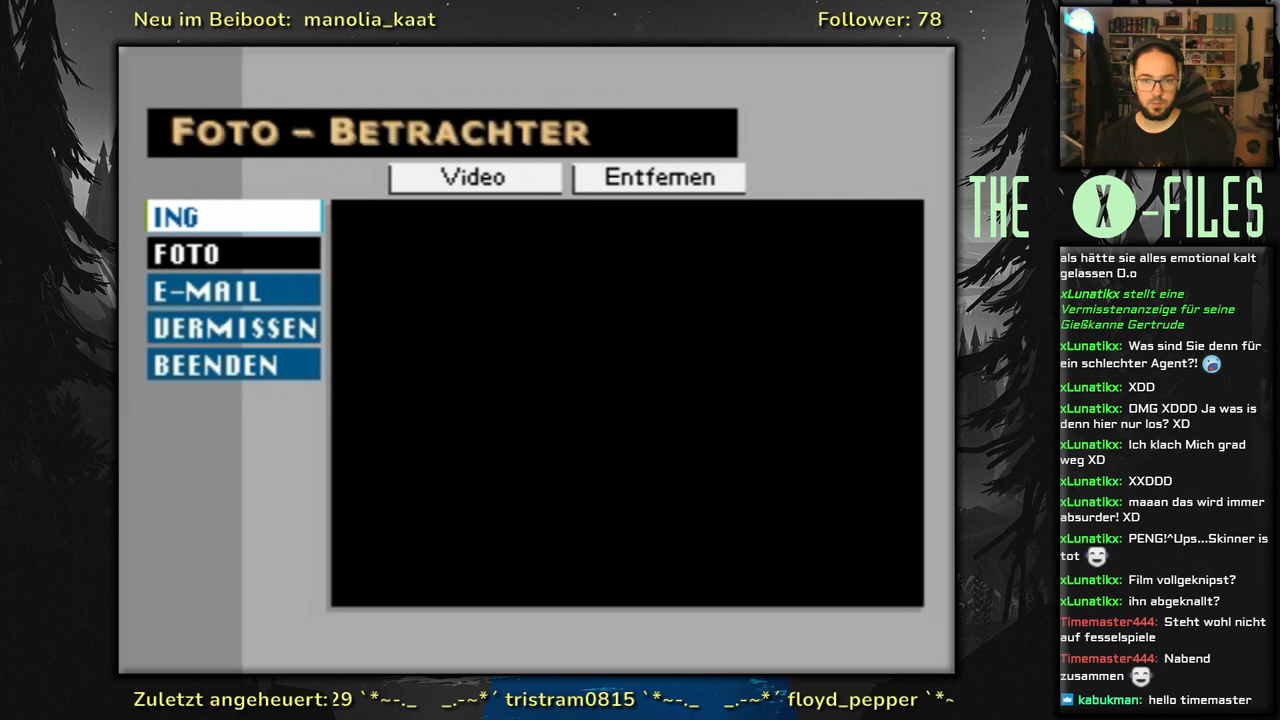 Neu im Beiboot: manolia_kaat
Follower: 78
FOTO - BETRACHTER
Video
Entfernen
ING
FOTO
E-MAIL
VERMISSEN
BEENDEN
THE X-FILES
als hätte sie alles emotional kalt
gelassen O.o
xLunatikx stellt eine
Vermisstenanzeige für seine
Gießkanne Gertrude
xLunatikx: Was sind Sie denn für
ein schlechter Agent?!
xLunatikx: XDD
xLunatikx: OMG XDDD Ja was is
denn hier nur los? XD
xLunatikx: Ich klach Mich grad
weg XD
xLunatikx: XXDDD
xLunatikx: maaan das wird immer
absurder! XD
xLunatikx: PENG!^Ups...Skinner is
tot
xLunatikx: Film vollgeknipst?
xLunatikx: ihn abgeknallt?
Timemaster444: Steht wohl nicht
auf fesselspiele
Timemaster444: Nabend
zusammen
kabukman: hello timemaster
Zuletzt angeheuert: 29 `*~-._ _.-~*´ tristram0815 `*~-._ _.-~*´ floyd_pepper `*~